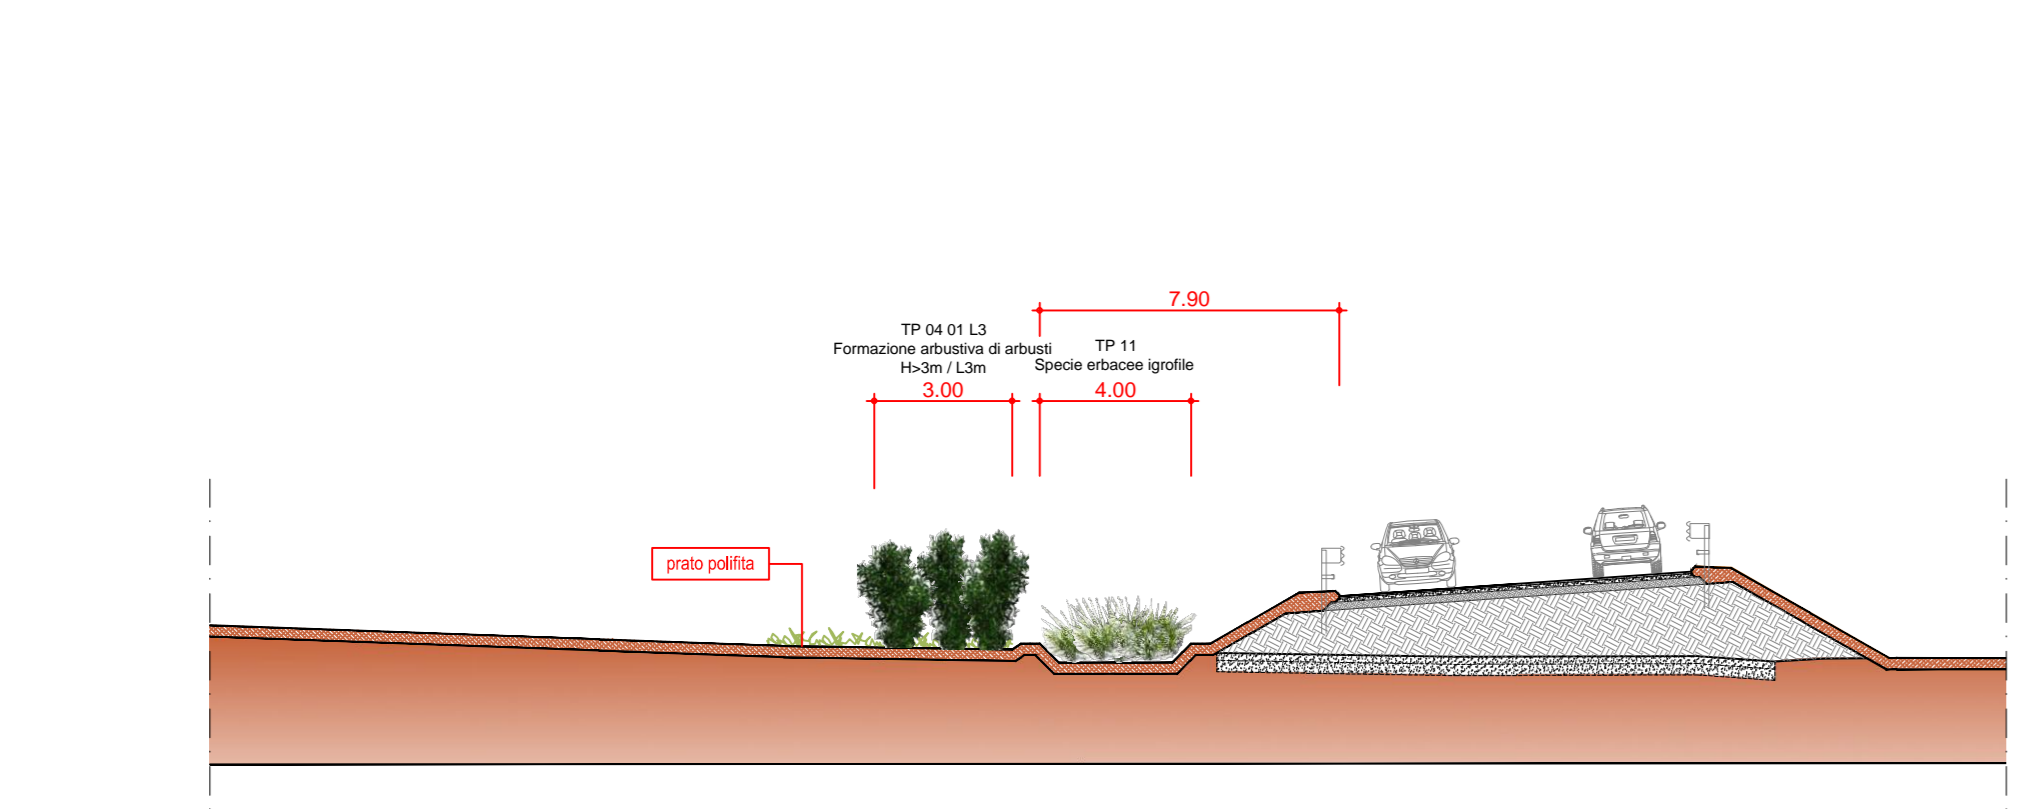 7.90
TP 04 01 L3
Formazione arbustiva di arbusti
H>3m / L3m
3.00
TP 11
Specie erbacee igrofile
4.00
prato polifita